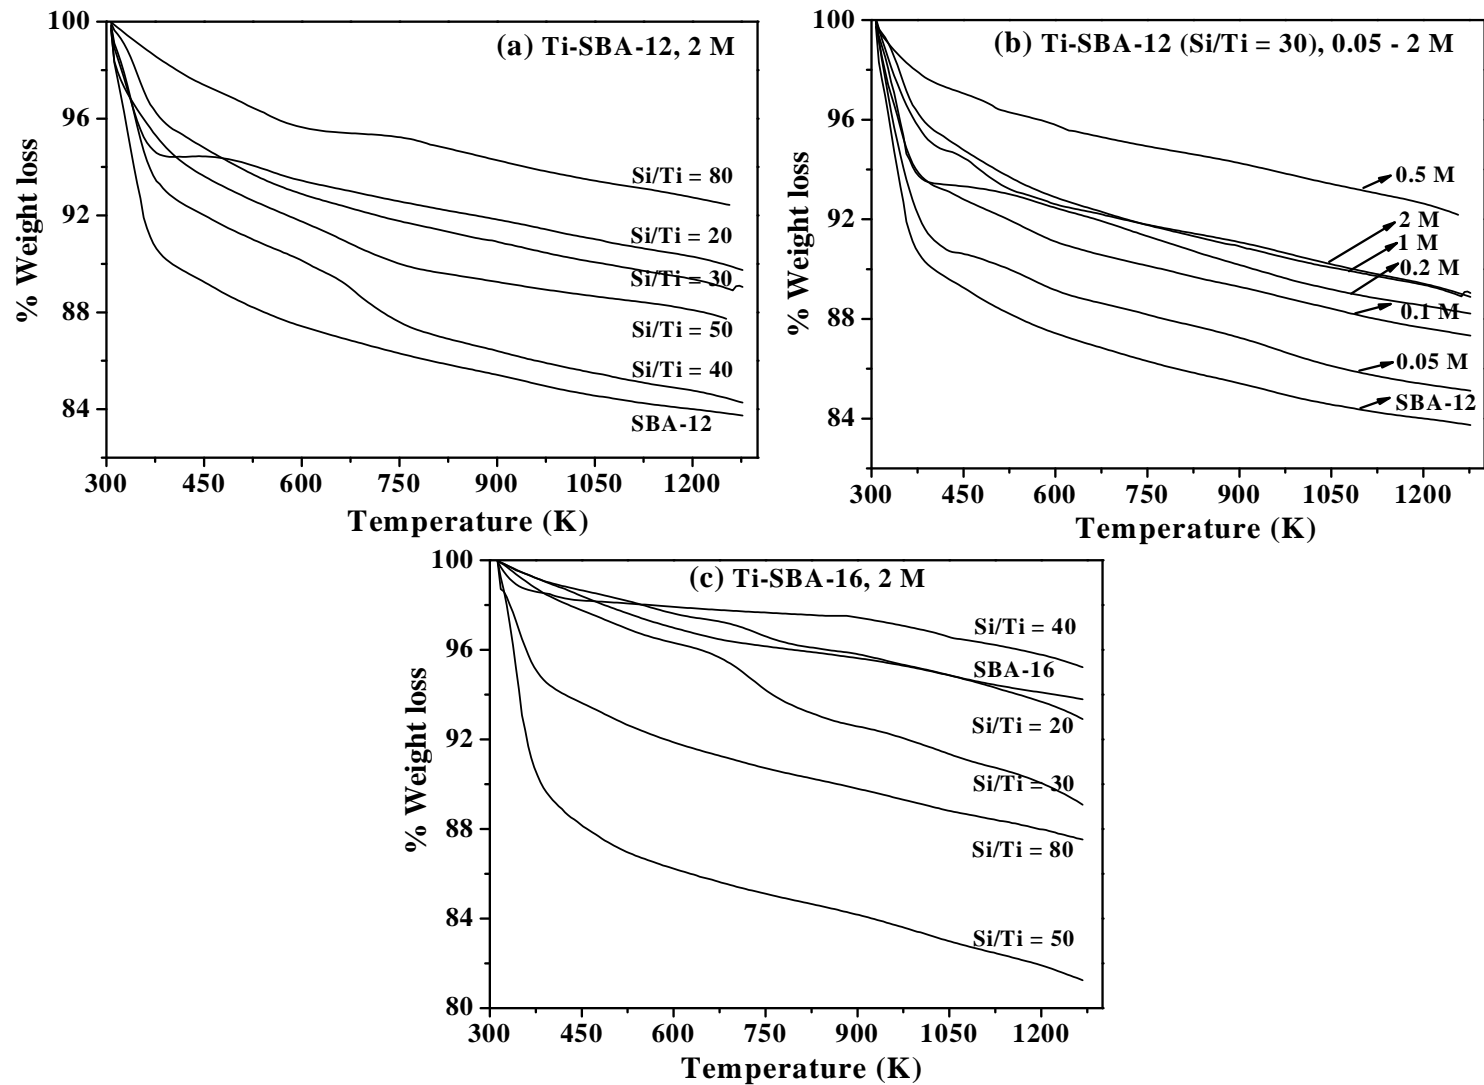 (a) Ti-SBA-12, 2 M
% Weight loss
100
96
92
88
84
Si/Ti = 80
Si/Ti = 20
Si/Ti = 30
Si/Ti = 50
Si/Ti = 40
SBA-12
300 450 600 750 900 1050 1200
Temperature (K)
(b) Ti-SBA-12 (Si/Ti = 30), 0.05 - 2 M
% Weight loss
100
96
92
88
84
0.5 M
2 M
1 M
0.2 M
0.1 M
0.05 M
SBA-12
300 450 600 750 900 1050 1200
Temperature (K)
(c) Ti-SBA-16, 2 M
% Weight loss
100
96
92
88
84
80
Si/Ti = 40
SBA-16
Si/Ti = 20
Si/Ti = 30
Si/Ti = 80
Si/Ti = 50
300 450 600 750 900 1050 1200
Temperature (K)